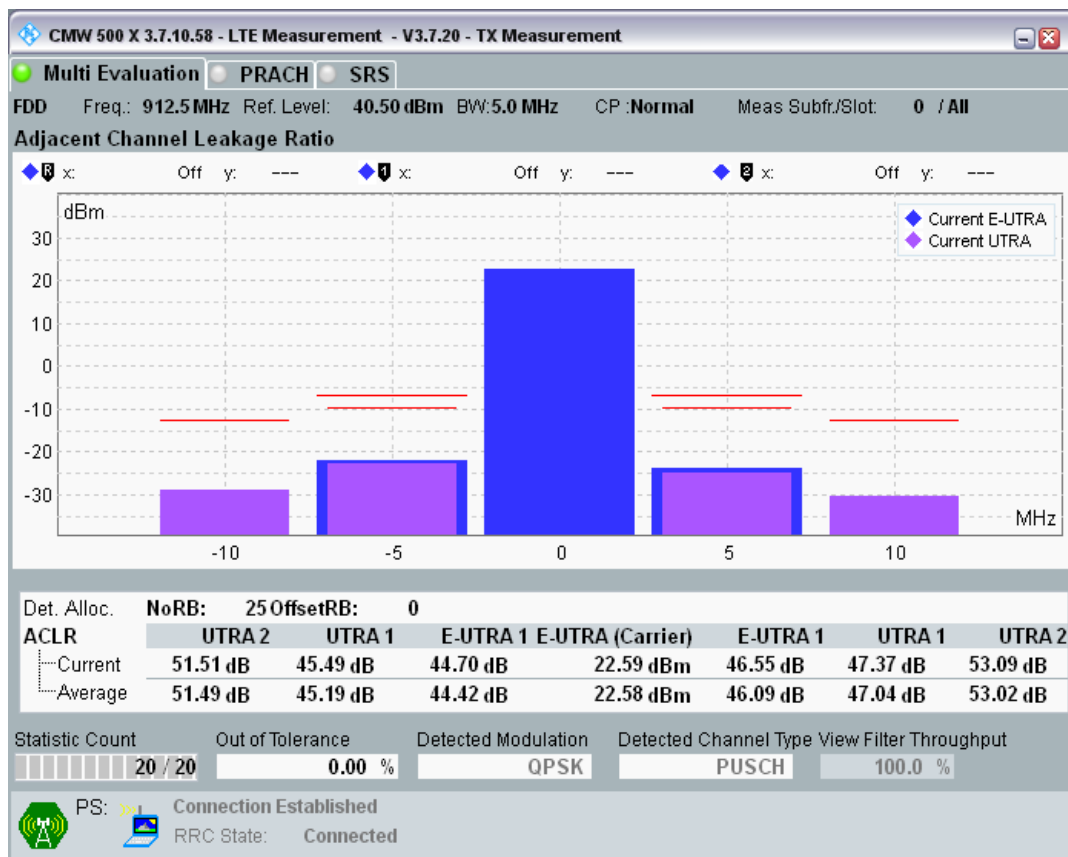 CMW 500 X 3.7.10.58 - LTE Measurement - V3.7.20 - TX Measurement
Multi Evaluation PRACH SRS
FDD Freq.: 912.5 MHz Ref. Level: 40.50 dBm BW:5.0 MHz CP :Normal Meas Subfr./Slot: 0 / All
Adjacent Channel Leakage Ratio
R x: Off y: --- 1 x: Off y: --- 2 x: Off y: ---
dBm
Current E-UTRA
Current UTRA
30
20
10
0
-10
-20
-30
MHz
-10 -5 0 5 10
Det. Alloc. NoRB: 25 OffsetRB: 0
ACLR UTRA 2 UTRA 1 E-UTRA 1 E-UTRA (Carrier) E-UTRA 1 UTRA 1 UTRA 2
Current 51.51 dB 45.49 dB 44.70 dB 22.59 dBm 46.55 dB 47.37 dB 53.09 dB
Average 51.49 dB 45.19 dB 44.42 dB 22.58 dBm 46.09 dB 47.04 dB 53.02 dB
Statistic Count Out of Tolerance Detected Modulation Detected Channel Type View Filter Throughput
20 / 20 0.00 % QPSK PUSCH 100.0 %
PS: Connection Established
RRC State: Connected